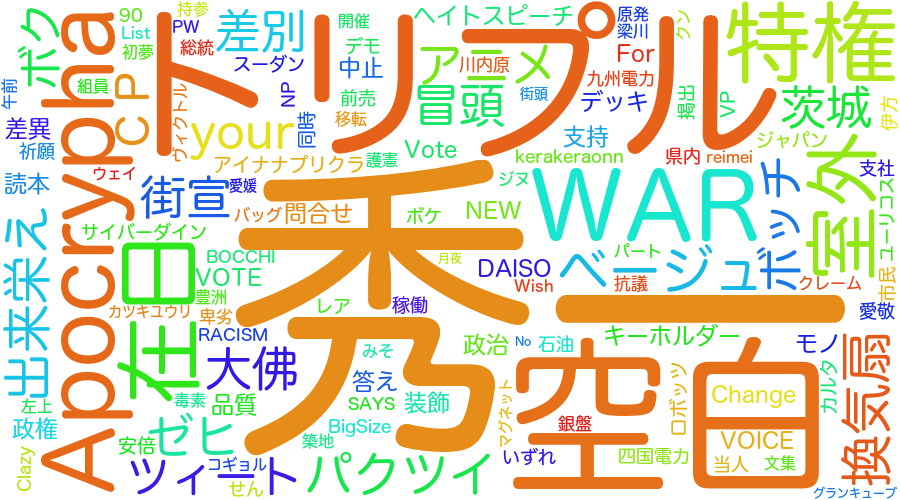 90
持参
PW
List
総統
初夢
組員
ボク
午前
差異
祈願
読本
CP
Apocrypha
トリプル
差別
スーダン
NP
ヴィクトル
your
同時
アイナナプリクラ
ヘイトスピーチ
開催
デモ
中止
アニメ
川内原
前売
移転
冒頭
街頭
護憲
Vote
原発
梁川
クン
For
九州電力
デッキ
掲出
VP
支持
kerakeraonn
ジヌ
特権
茨城
伊方
ジャパン
県内
reimei
支社
ウェイ
愛媛
街宣
バッグ
問合せ
サイバーダイン
BOCCHI
VOTE
豊洲
卑劣
カツキユウリ
RACISM
在日
出来栄え
秀一
ボケ
NEW
月夜
レア
稼働
DAISO
WAR
Wish
ベージュ
パート
抗議
ボッチ
室外
ユーリコス
市民
クレーム
愛敬
大佛
みそ
政治
No
石油
キーホルダー
モノ
毒素
品質
答え
SAYS
装飾
左上
政権
安倍
ゼヒ
BigSize
築地
マグネット
銀盤
空白
ロボッツ
Change
VOICE
当人
文集
カルタ
換気扇
Clazy
ツィート
コギョル
せん
パクツイ
いずれ
四国電力
グランキューブ